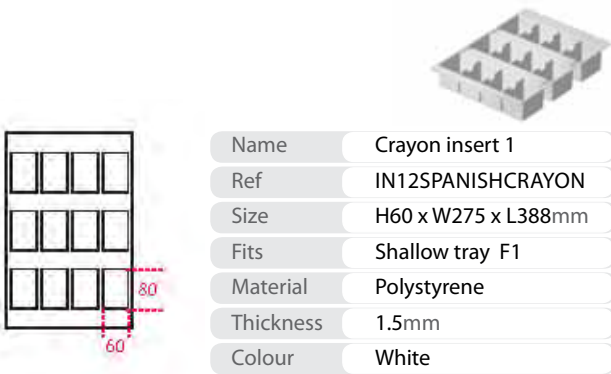 Name Crayon insert 1
Ref IN12SPANISHCRAYON
Size H60 x W275 x L388mm
Fits Shallow tray F1
Material Polystyrene
Thickness 1.5mm
Colour White
80
60